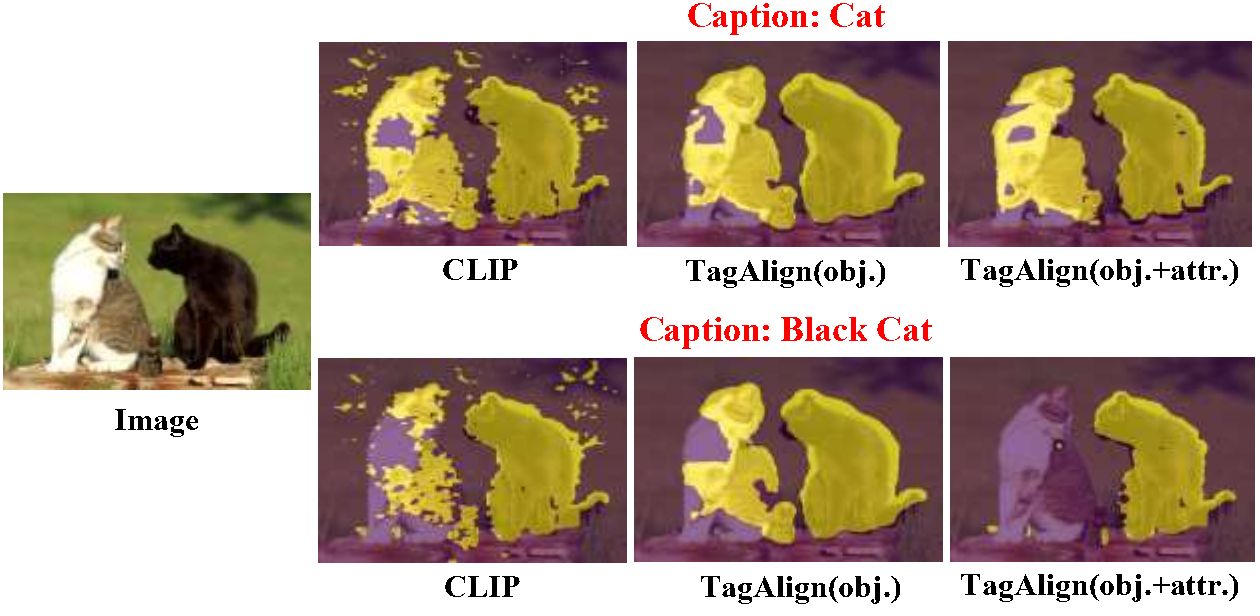 Caption: Cat
CLIP
TagAlign(obj.)
TagAlign(obj.+attr.)
Image
Caption: Black Cat
CLIP
TagAlign(obj.)
TagAlign(obj.+attr.)